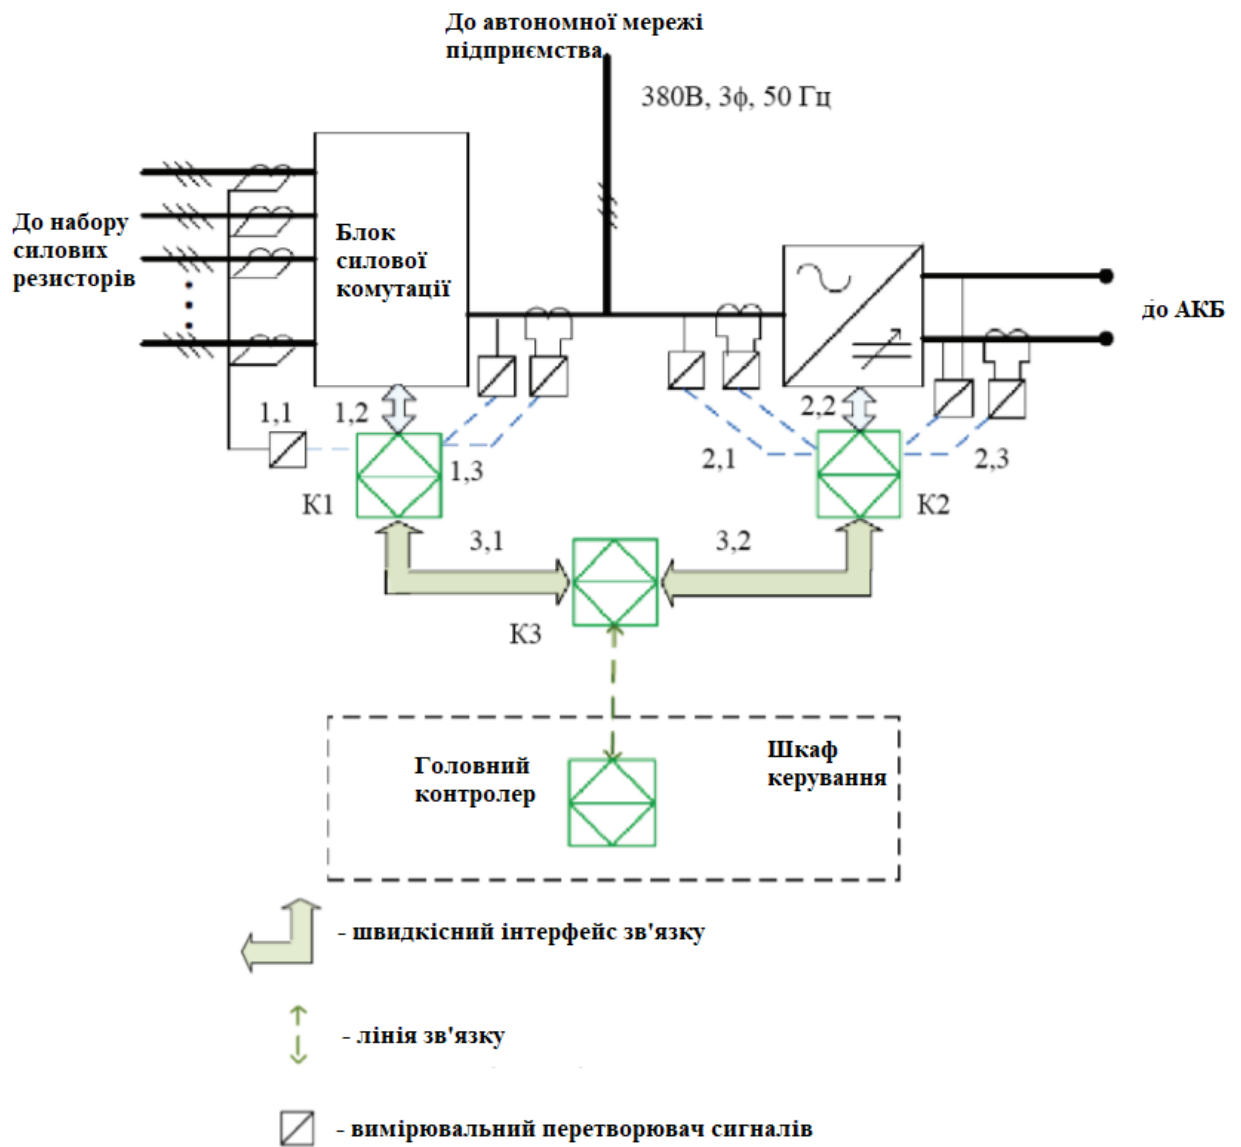 До автономної мережі
підприємства
380В, 3ф, 50 Гц
До набору
силових
резисторів
Блок
силової
комутації
до АКБ
1,1
1,2
2,2
1,3
2,1
2,3
К1
К2
3,1
3,2
К3
Головний
контролер
Шкаф
керування
- швидкісний інтерфейс зв'язку
- лінія зв'язку
- вимірювальний перетворювач сигналів